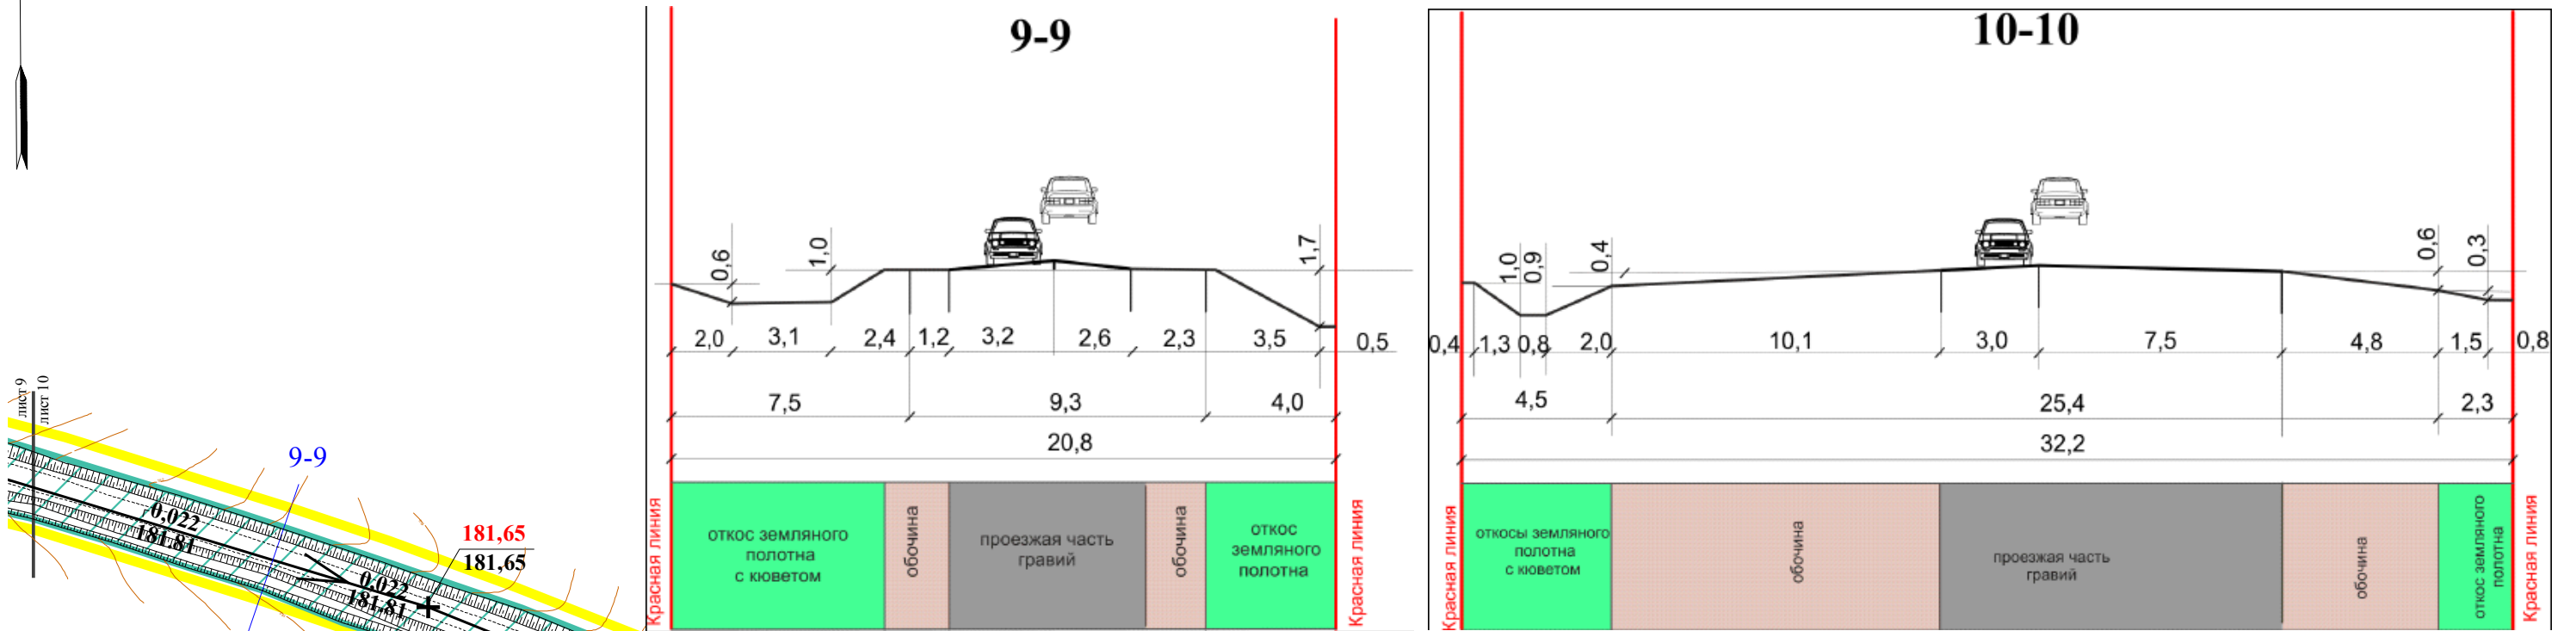 лист 9
лист 10
9-9
0,022
181.81
0,022
181,81
181,65
181,65
9-9
0,6
1,0
1,7
2,0
3,1
2,4
1,2
3,2
2,6
2,3
3,5
0,5
7,5
9,3
4,0
20,8
Красная линия
откос земляного
полотна
с кюветом
обочина
проезжая часть
гравий
обочина
откос
земляного
полотна
Красная линия
10-10
1,0
0,9
0,4
0,6
0,3
0,4
1,3
0,8
2,0
10,1
3,0
7,5
4,8
1,5
0,8
4,5
25,4
2,3
32,2
Красная линия
откосы земляного
полотна
с кюветом
обочина
проезжая часть
гравий
обочина
откос земляного
полотна
Красная линия